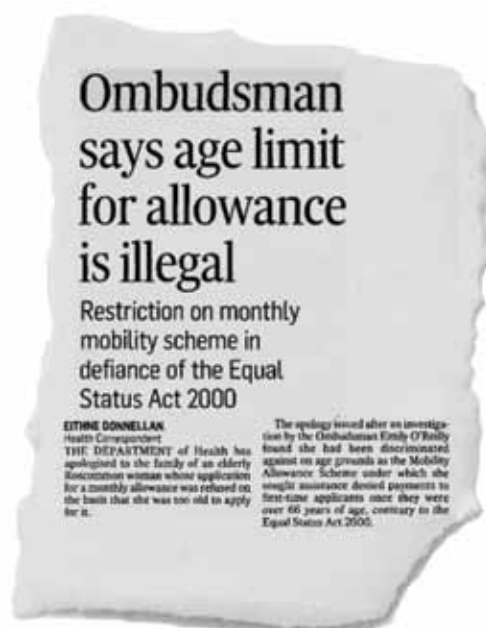 Ombudsman
says age limit
for allowance
is illegal
Restriction on monthly
mobility scheme in
defiance of the Equal
Status Act 2000
EITHNE DONNELLAN
Health Correspondent
THE DEPARTMENT of Health has
apologised to the family of an elderly
Roscommon woman whose application
for a monthly allowance was refused on
the basis that she was too old to apply
for it.
The apology issued after an investiga-
tion by the Ombudsman Emily O'Reilly
found she had been discriminated
against on age grounds as the Mobility
Allowance Scheme under which she
sought assistance denied payments to
first-time applicants once they were
over 66 years of age, contrary to the
Equal Status Act 2000.